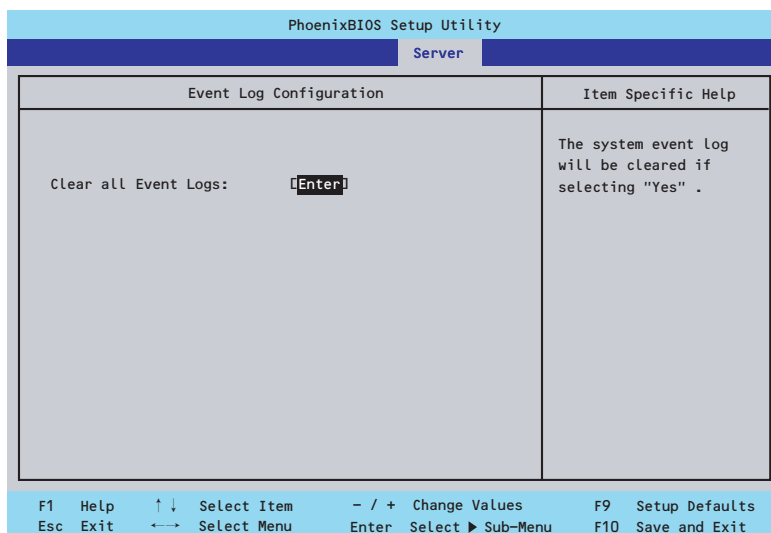 PhoenixBIOS Setup Utility
Server
Event Log Configuration
Item Specific Help
Clear all Event Logs: [Enter]
The system event log
will be cleared if
selecting "Yes" .
F1 Help ↑↓ Select Item – / + Change Values F9 Setup Defaults
Esc Exit ←→ Select Menu Enter Select ▶ Sub–Menu F10 Save and Exit